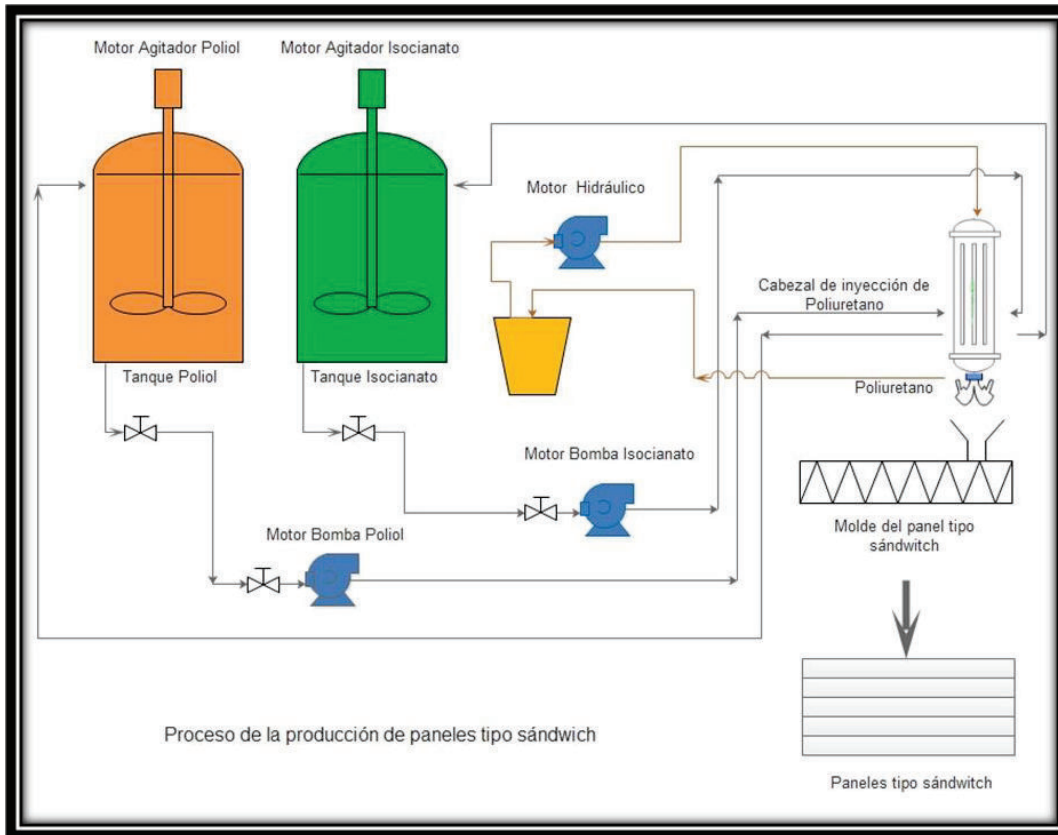 Motor Agitador Poliol
Motor Agitador Isocianato
Motor Hidráulico
Cabezal de inyección de
Poliuretano
Tanque Poliol
Tanque Isocianato
Poliuretano
Motor Bomba Isocianato
Molde del panel tipo
sándwitch
Motor Bomba Poliol
Proceso de la producción de paneles tipo sándwich
Paneles tipo sándwitch